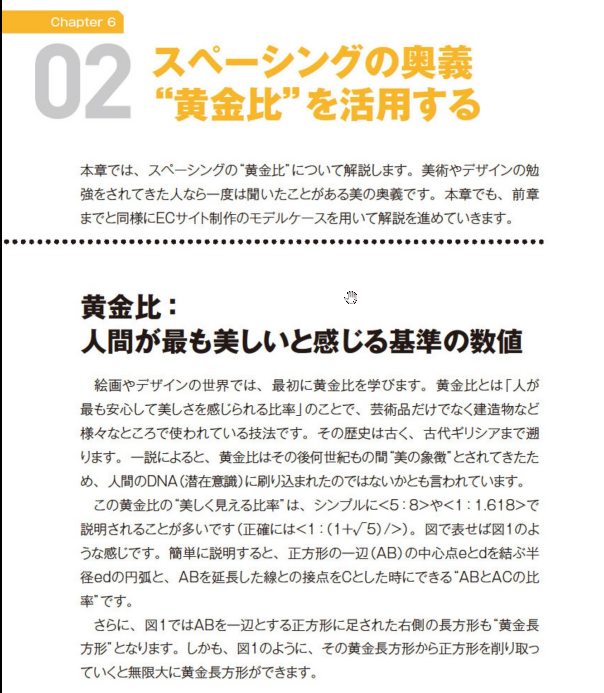 Chapter 6
02
スペーシングの奥義
“黄金比”を活用する
本章では、スペーシングの“黄金比”について解説します。美術やデザインの勉
強をされてきた人なら一度は聞いたことがある美の奥義です。本章でも、前章
までと同様にECサイト制作のモデルケースを用いて解説を進めていきます。
黄金比：
人間が最も美しいと感じる基準の数値
絵画やデザインの世界では、最初に黄金比を学びます。黄金比とは「人が
最も安心して美しさを感じられる比率」のことで、芸術品だけでなく建造物など
様々なところで使われている技法です。その歴史は古く、古代ギリシアまで遡
ります。一説によると、黄金比はその後何世紀もの間“美の象徴”とされてきたた
め、人間のDNA（潜在意識）に刷り込まれたのではないかとも言われています。
この黄金比の“美しく見える比率”は、シンプルに<5：8>や<1：1.618>で
説明されることが多いです（正確には<1：(1+√5)/>）。図で表せば図1のよ
うな感じです。簡単に説明すると、正方形の一辺（AB）の中心点eとdを結ぶ半
径edの円弧と、ABを延長した線との接点をCとした時にできる“ABとACの比
率”です。
さらに、図1ではABを一辺とする正方形に足された右側の長方形も“黄金長
方形”となります。しかも、図1のように、その黄金長方形から正方形を削り取っ
ていくと無限大に黄金長方形ができます。